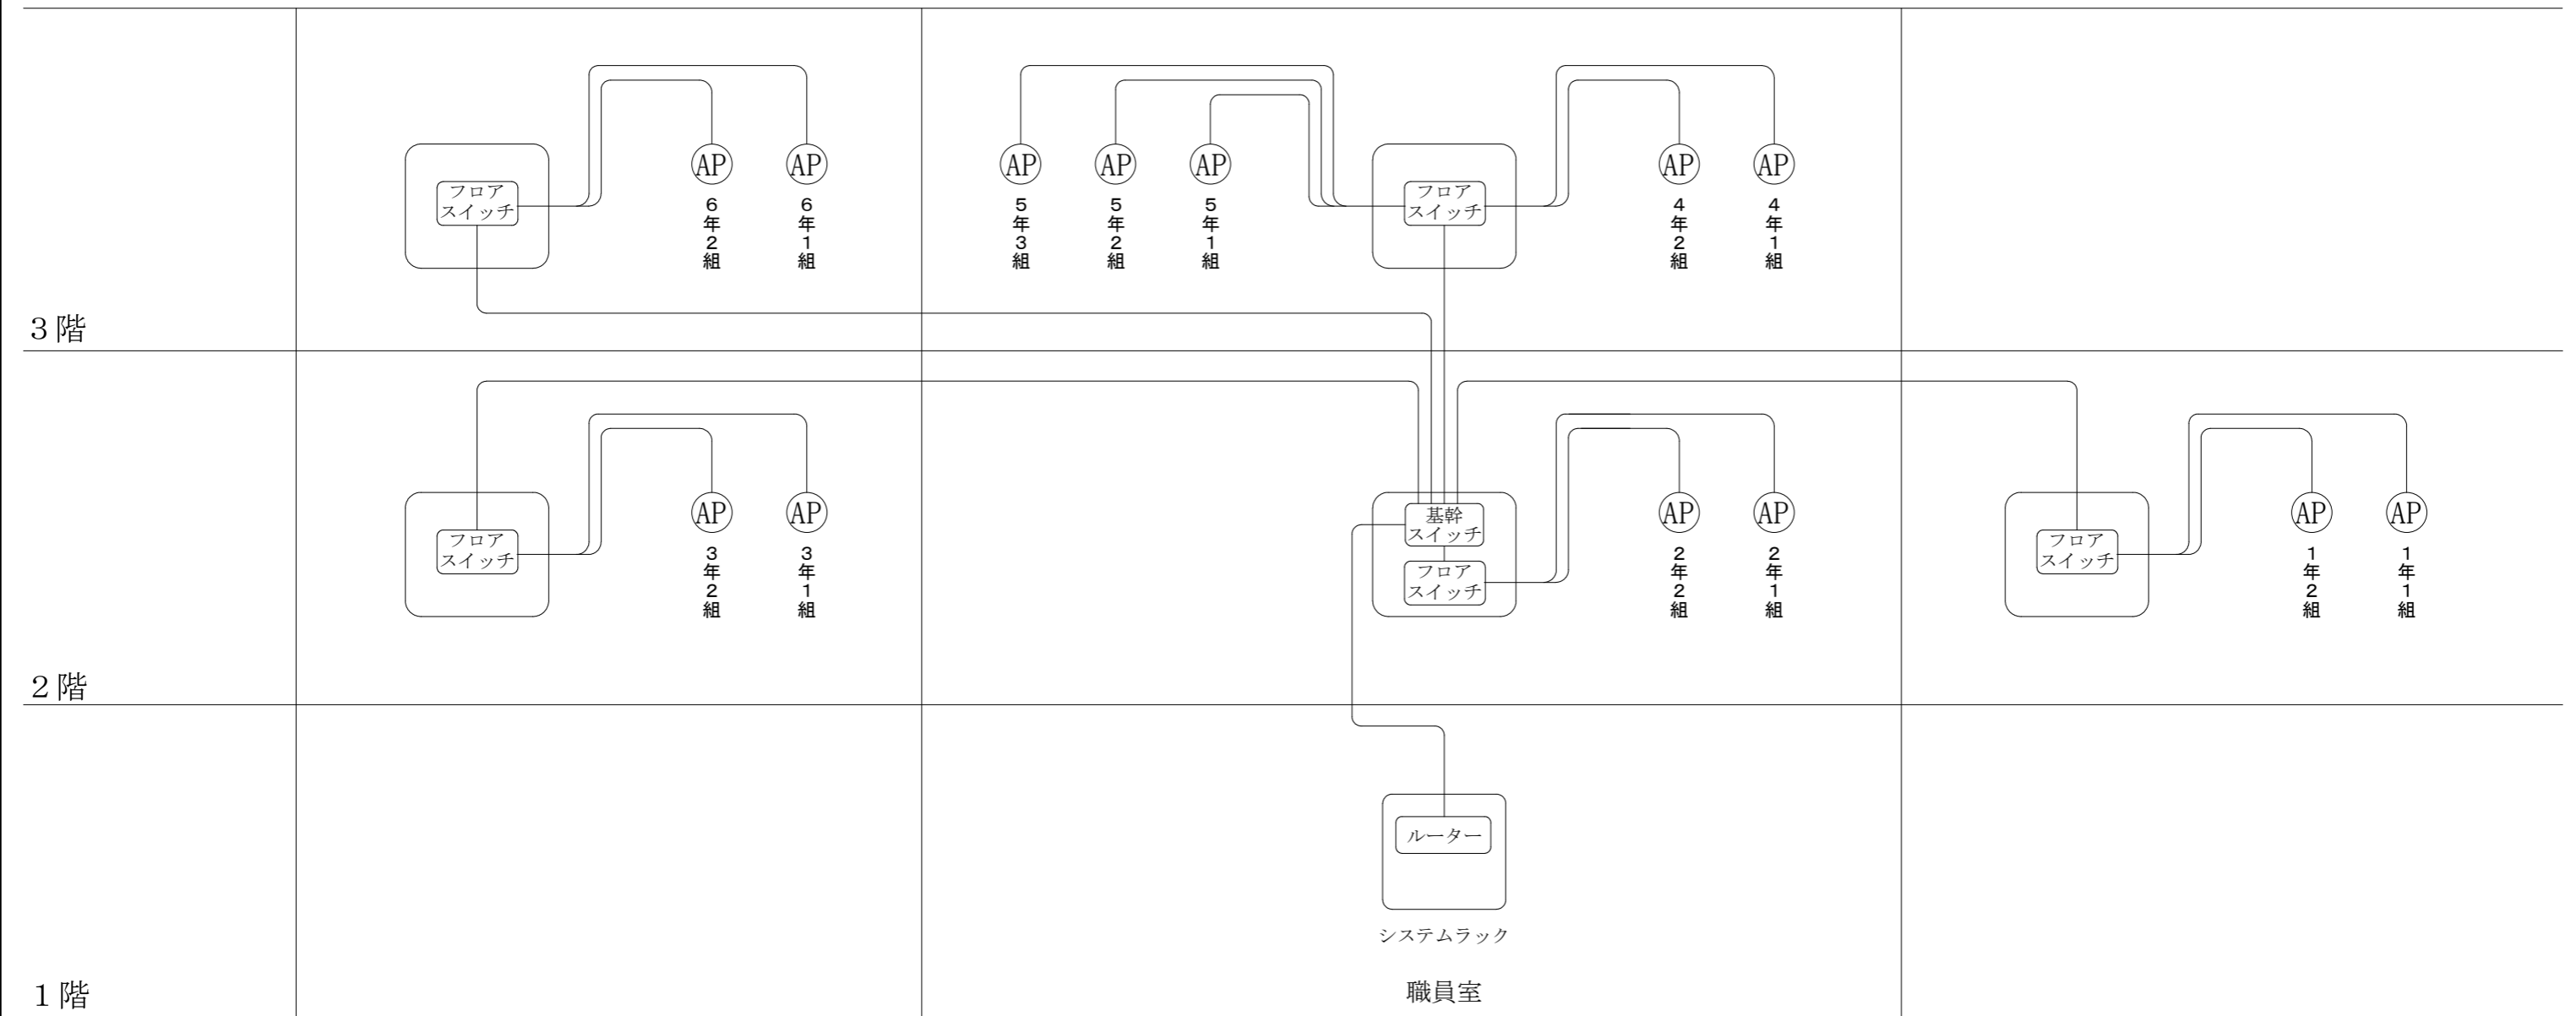 フロア
スイッチ
AP
6年2組
AP
6年1組
AP
5年3組
AP
5年2組
AP
5年1組
フロア
スイッチ
AP
4年2組
AP
4年1組
3階
フロア
スイッチ
AP
3年2組
AP
3年1組
基幹
スイッチ
フロア
スイッチ
AP
2年2組
AP
2年1組
フロア
スイッチ
AP
1年2組
AP
1年1組
2階
ルーター
システムラック
職員室
1階